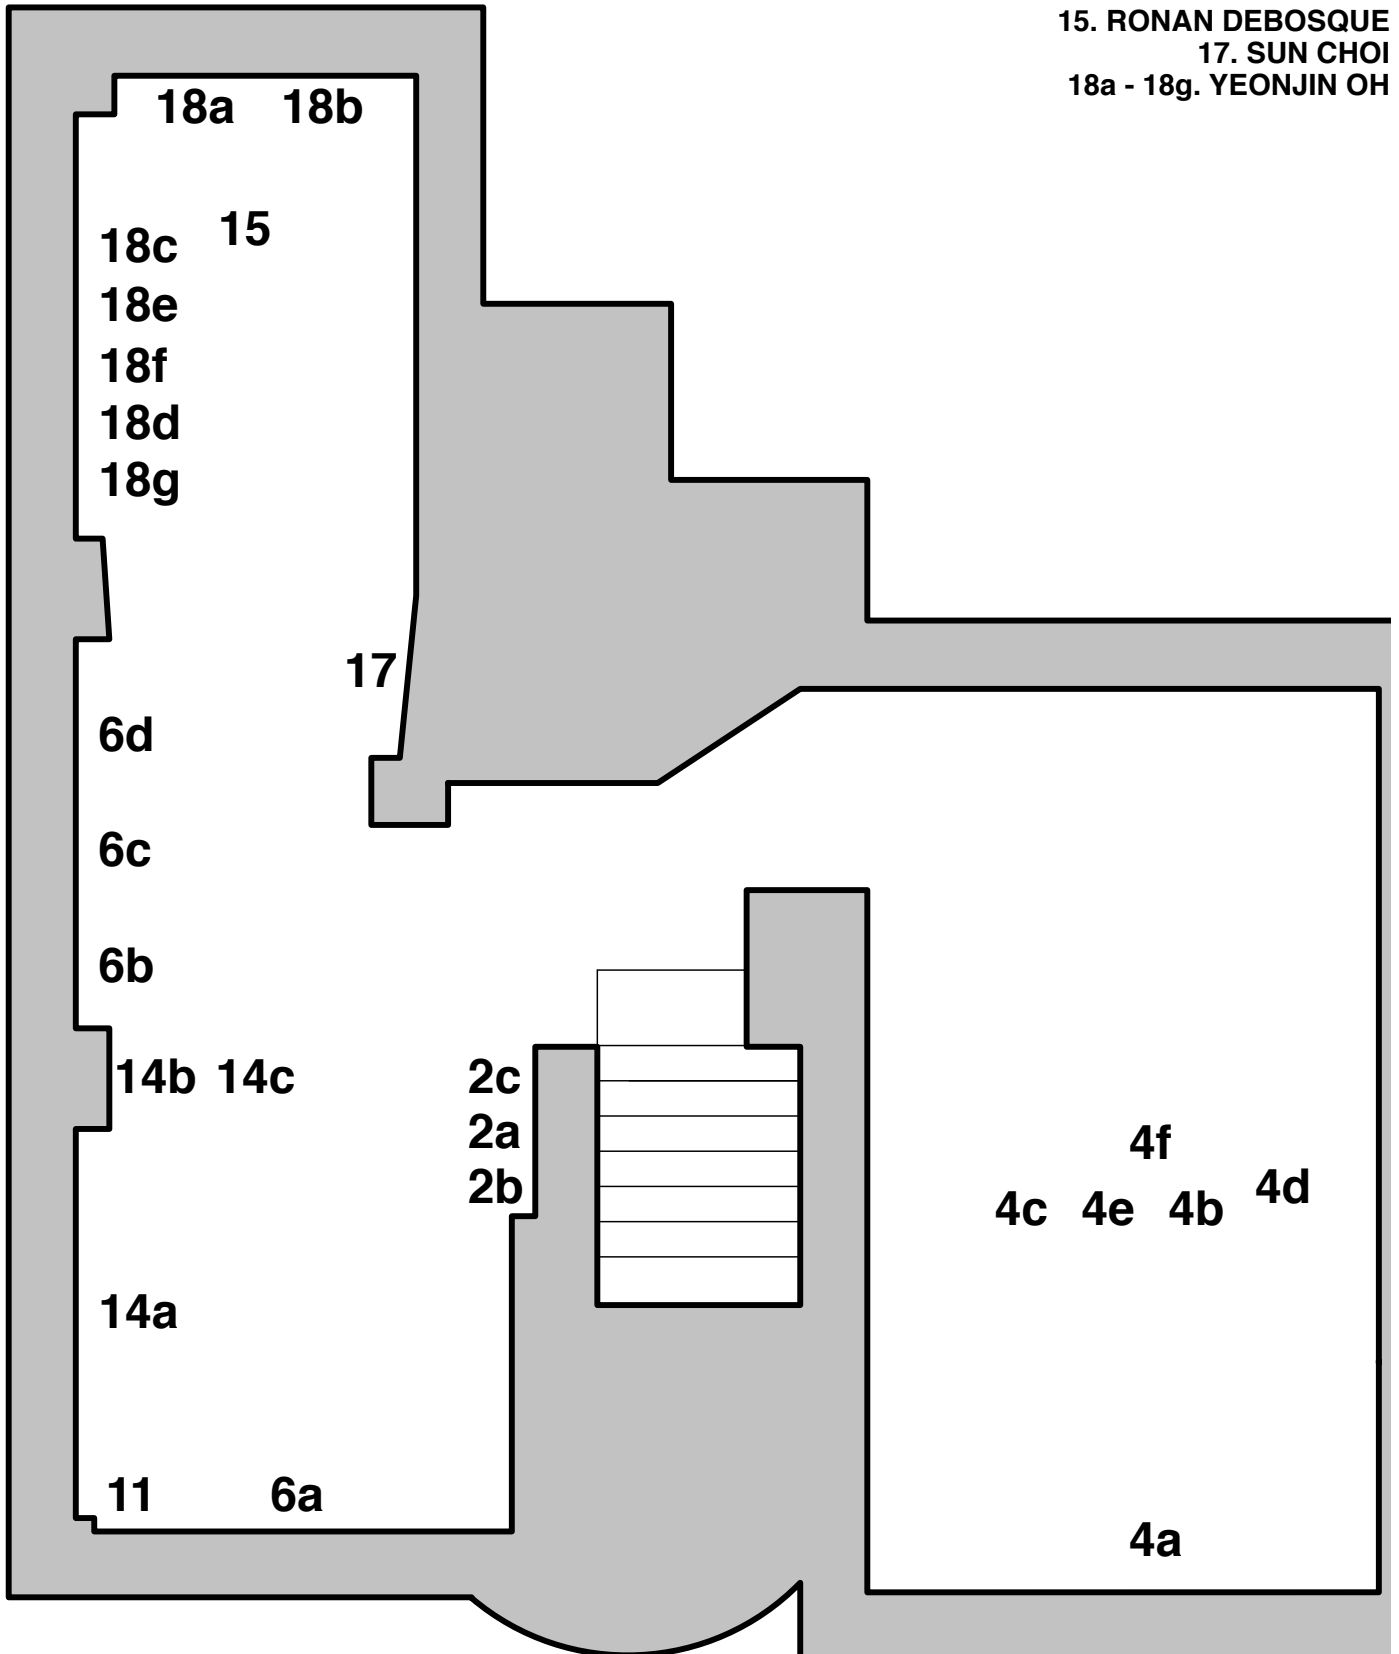 15. RONAN DEBOSQUE
17. SUN CHOI
18a - 18g. YEONJIN OH
18a 18b
15
18c
18e
18f
18d
18g
17
6d
6c
6b
14b 14c
2c
2a
2b
4f
4d
4c 4e 4b
14a
11 6a
4a